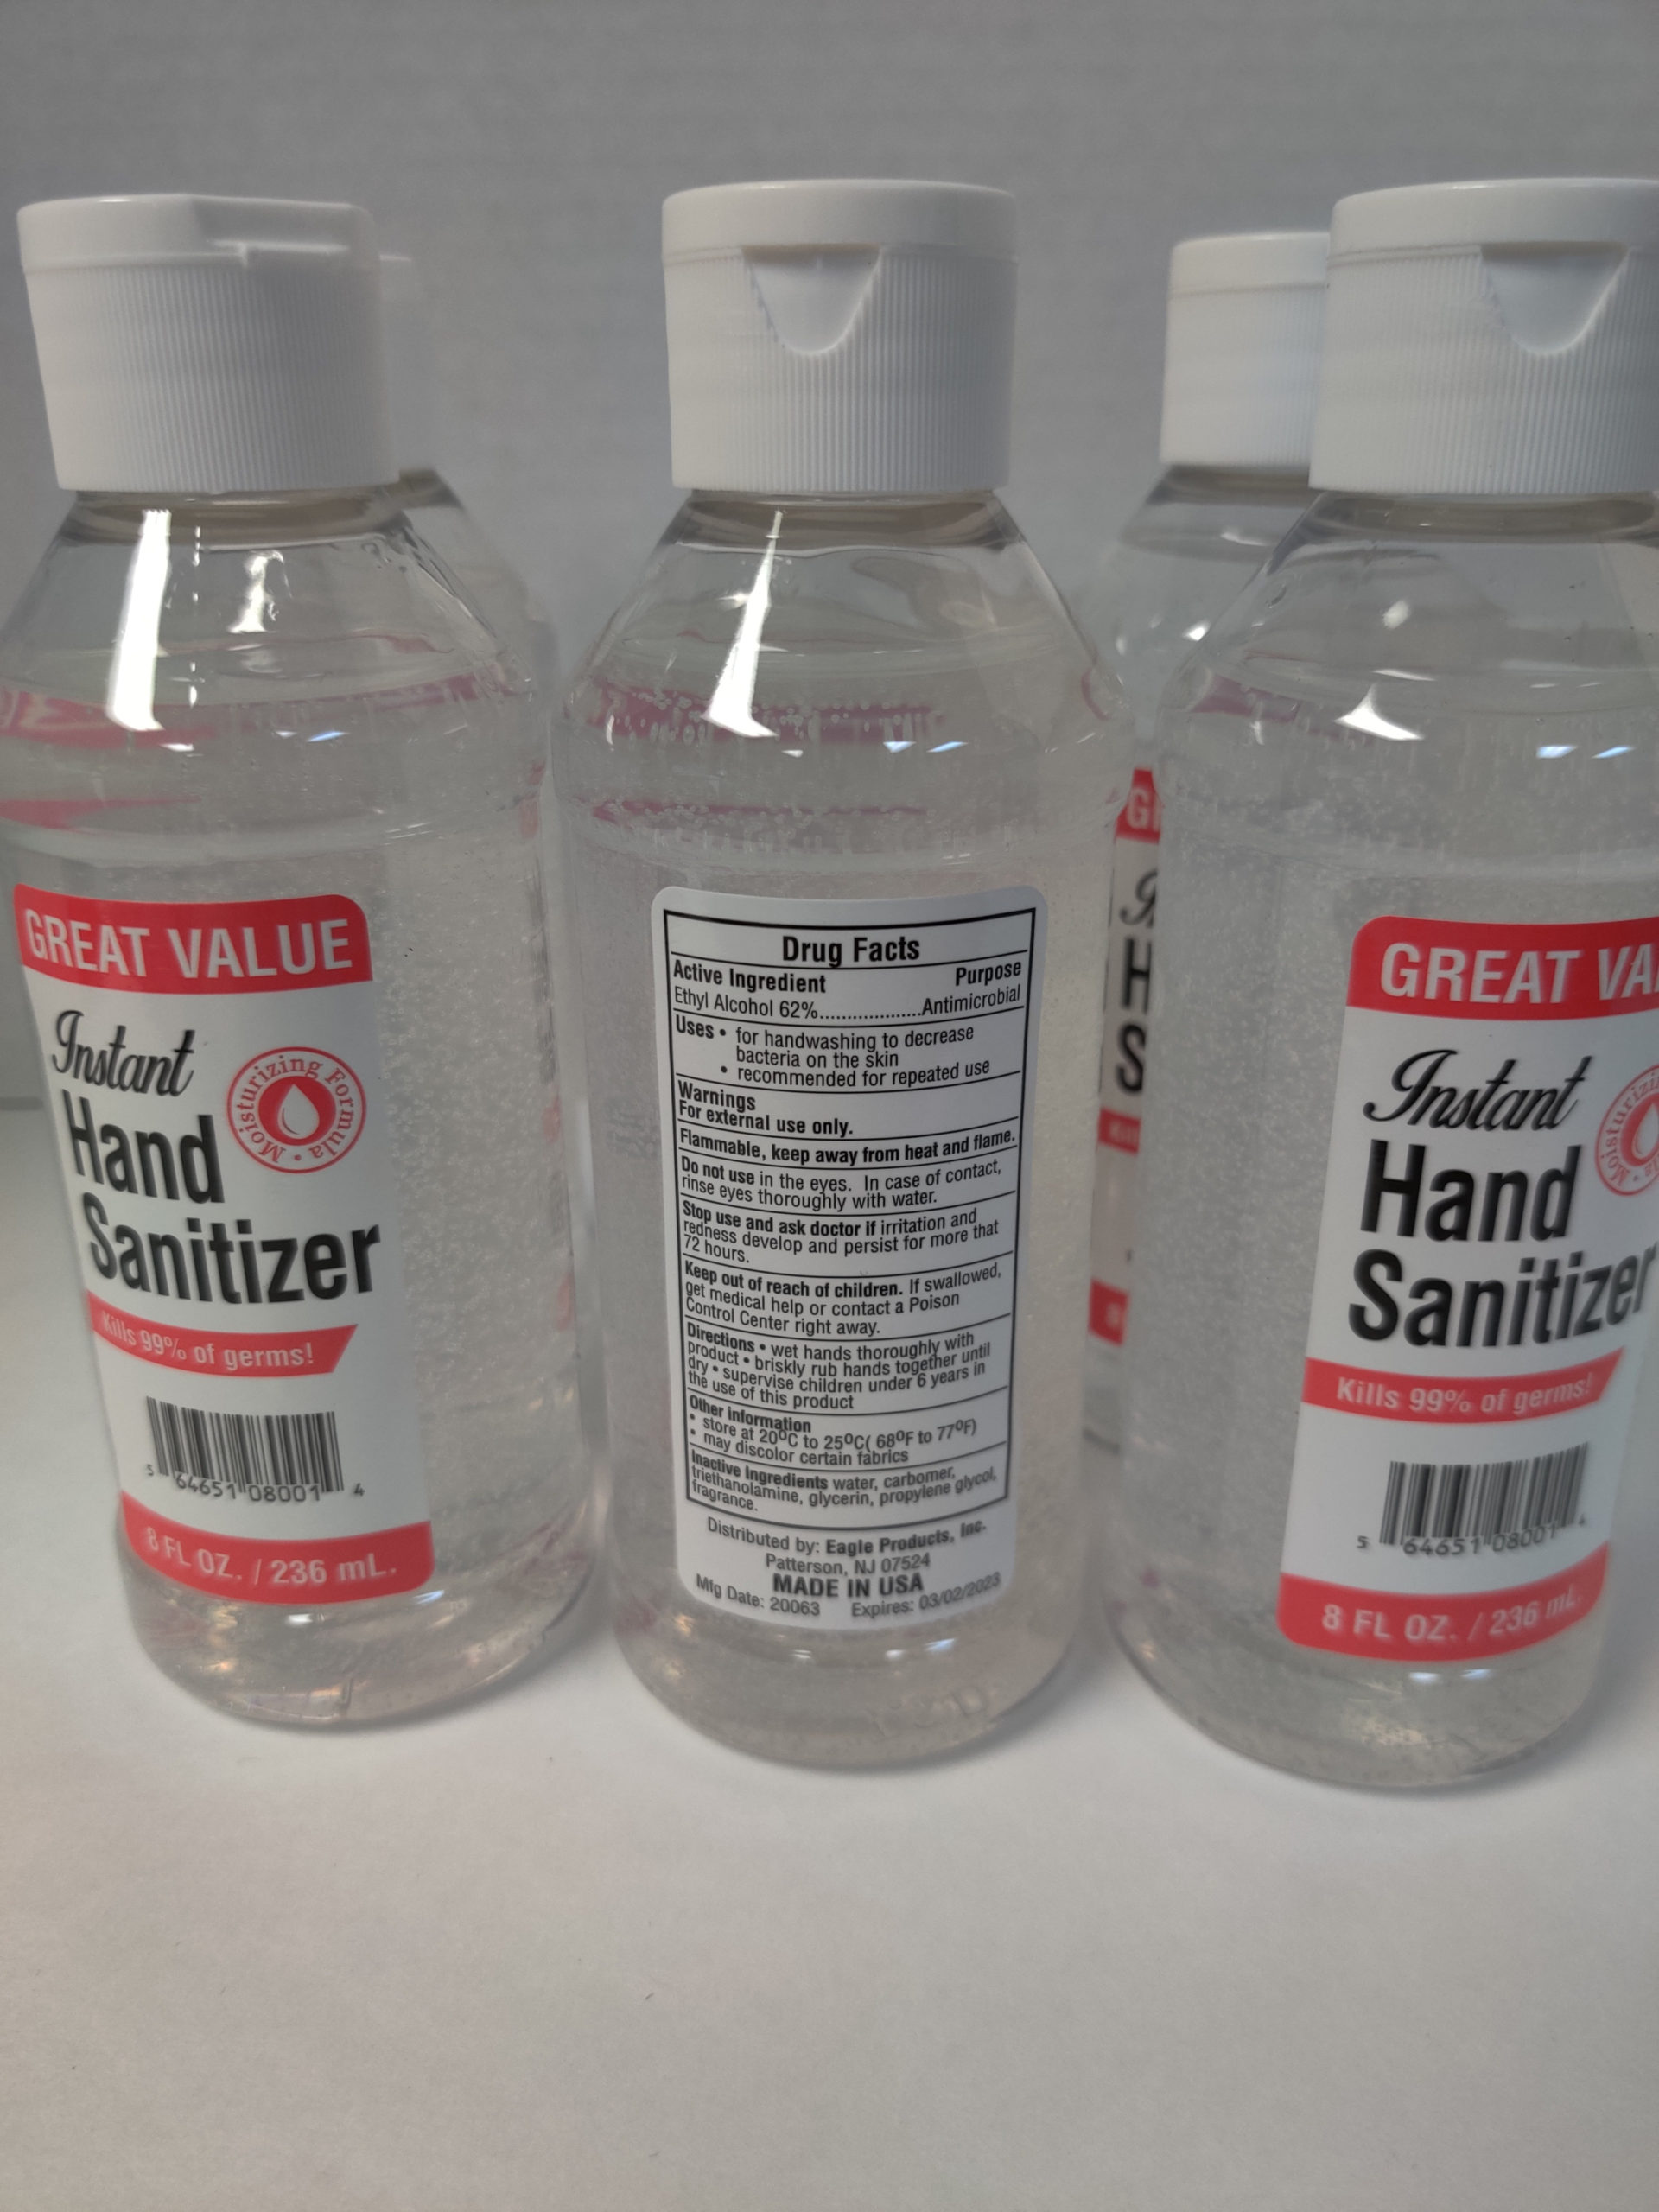 GREAT VALUE
Instant
Hand
Sanitizer
Moisturizing Formula •
Kills 99% of germs!
5 64651 08001 4
8 FL OZ. / 236 mL.
Drug Facts
Active Ingredient Purpose
Ethyl Alcohol 62%....................Antimicrobial
Uses • for handwashing to decrease
bacteria on the skin
• recommended for repeated use
Warnings
For external use only.
Flammable, keep away from heat and flame.
Do not use in the eyes. In case of contact,
rinse eyes thoroughly with water.
Stop use and ask doctor if irritation and
redness develop and persist for more that
72 hours.
Keep out of reach of children. If swallowed,
get medical help or contact a Poison
Control Center right away.
Directions • wet hands thoroughly with
product • briskly rub hands together until
dry • supervise children under 6 years in
the use of this product
Other Information
• store at 20ºC to 25ºC( 68ºF to 77ºF)
• may discolor certain fabrics
Inactive Ingredients water, carbomer,
triethanolamine, glycerin, propylene glycol,
fragrance.
Distributed by: Eagle Products, Inc.
Patterson, NJ 07524
MADE IN USA
Mfg Date: 20063 Expires: 03/02/2023
G
H
S
GREAT VA
Instant
Hand
Sanitizer
Moisturizi
Kills 99% of germs!
5 64651 08001 4
8 FL OZ. / 236 mL.